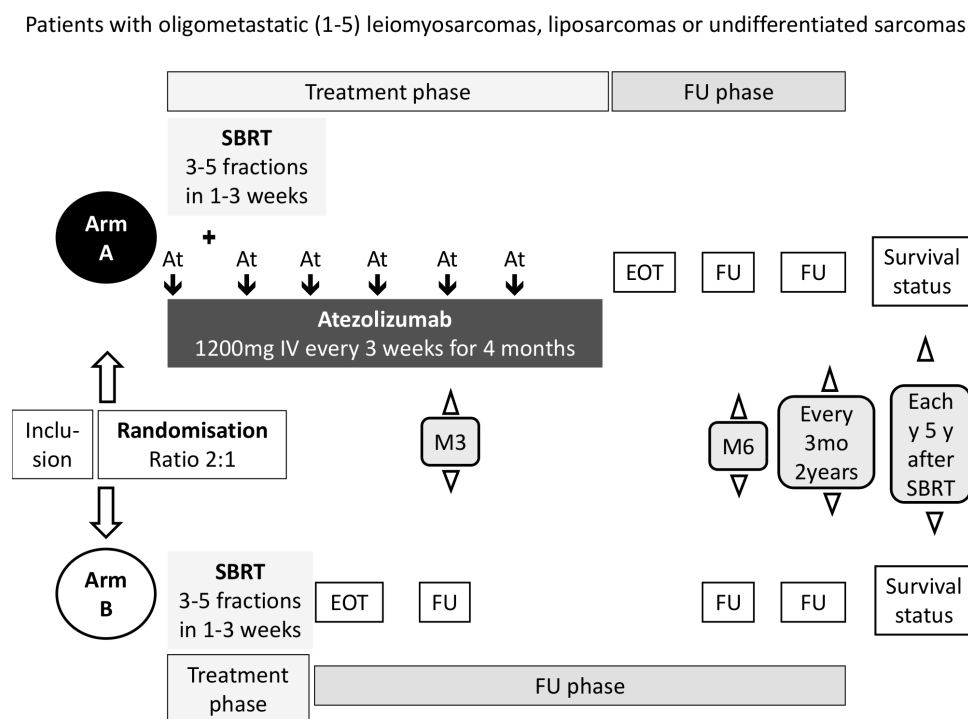 Patients with oligometastatic (1-5) leiomyosarcomas, liposarcomas or undifferentiated sarcomas
Treatment phase
FU phase
SBRT
3-5 fractions
in 1-3 weeks
Arm
A
+
At At At At At At
EOT
FU
FU
Survival
status
Atezolizumab
1200mg IV every 3 weeks for 4 months
Inclu-
sion
Randomisation
Ratio 2:1
M3
M6
Every
3mo
2years
Each
y 5 y
after
SBRT
Arm
B
SBRT
3-5 fractions
in 1-3 weeks
EOT
FU
FU
FU
Survival
status
Treatment
phase
FU phase